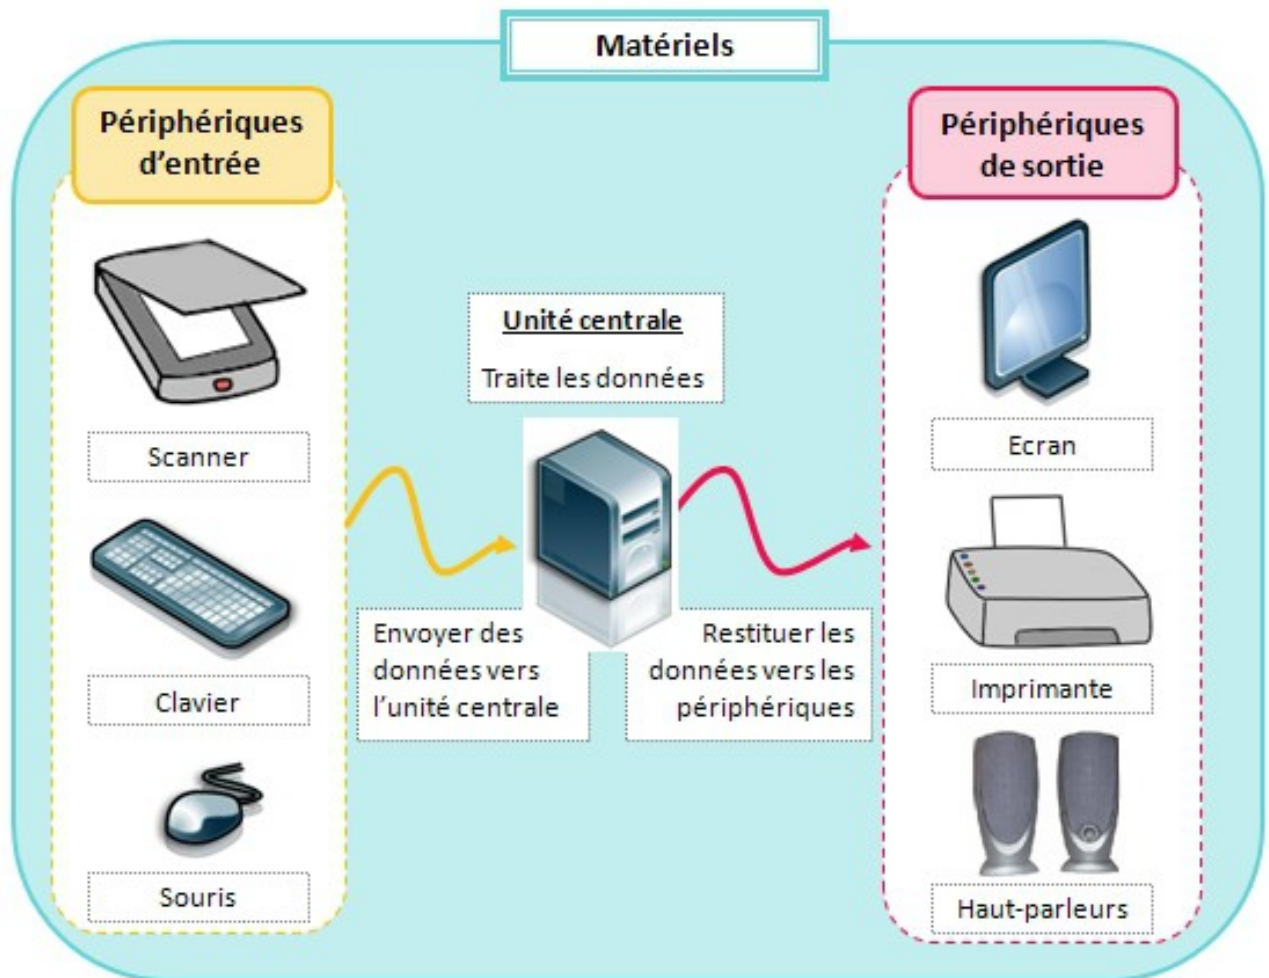 Matériels
Périphériques
d'entrée
Scanner
Clavier
Souris
Unité centrale
Traite les données
Envoyer des
données vers
l'unité centrale
Restituer les
données vers les
périphériques
Périphériques
de sortie
Ecran
Imprimante
Haut-parleurs